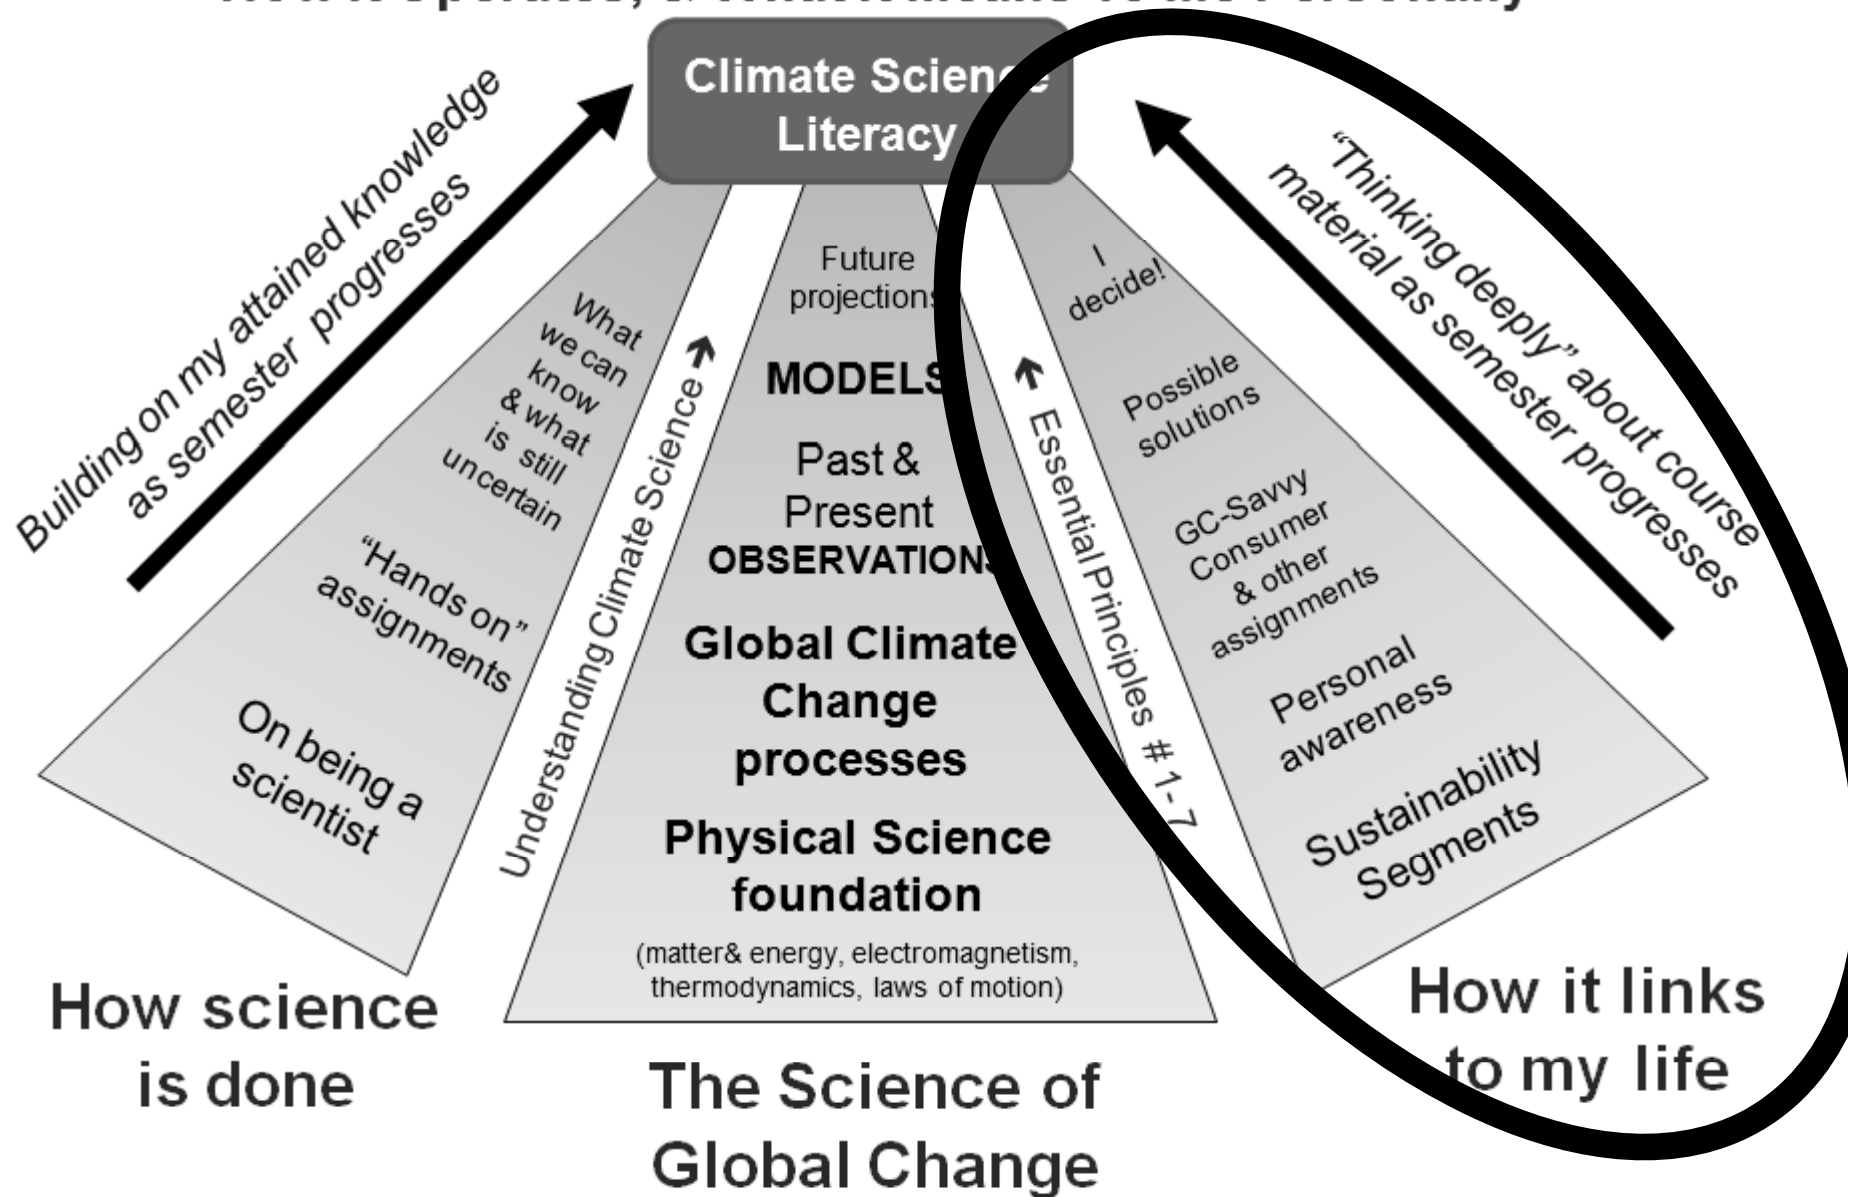 Climate Science
Literacy
Building on my attained knowledge
as semester progresses
What
we can
know
& what
is still
uncertain
“Hands on”
assignments
On being a
scientist
How science
is done
Understanding Climate Science
Future
projections
MODELS
Past &
Present
OBSERVATIONS
Global Climate
Change
processes
Physical Science
foundation
(matter& energy, electromagnetism,
thermodynamics, laws of motion)
The Science of
Global Change
Essential Principles # 1- 7
I
decide!
Possible
solutions
GC-Savvy
Consumer
& other
assignments
Personal
awareness
Sustainability
Segments
How it links
to my life
“Thinking deeply” about course
material as semester progresses